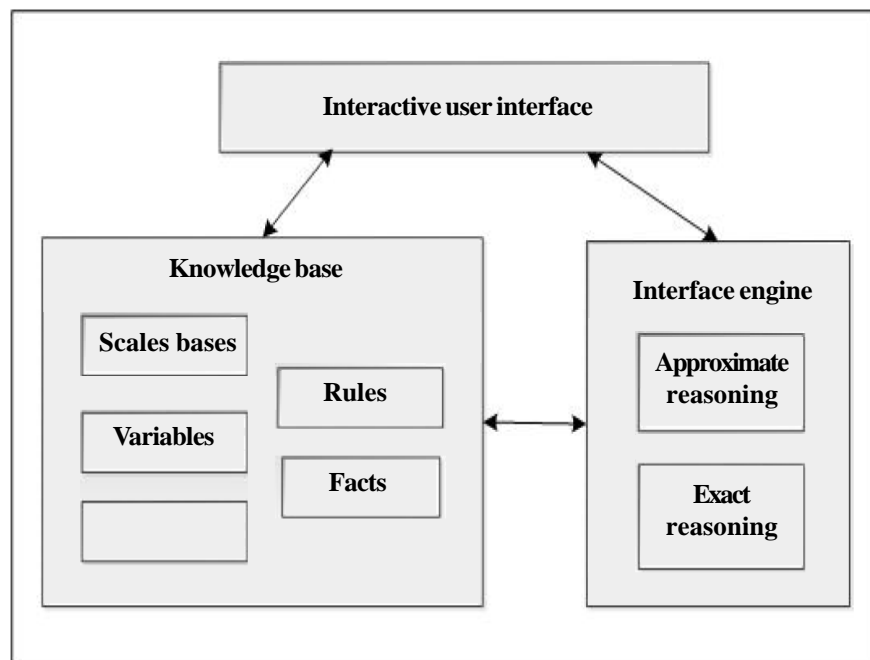 Interactive user interface
Knowledge base
Scales bases
Variables
Rules
Facts
Interface engine
Approximate
reasoning
Exact
reasoning